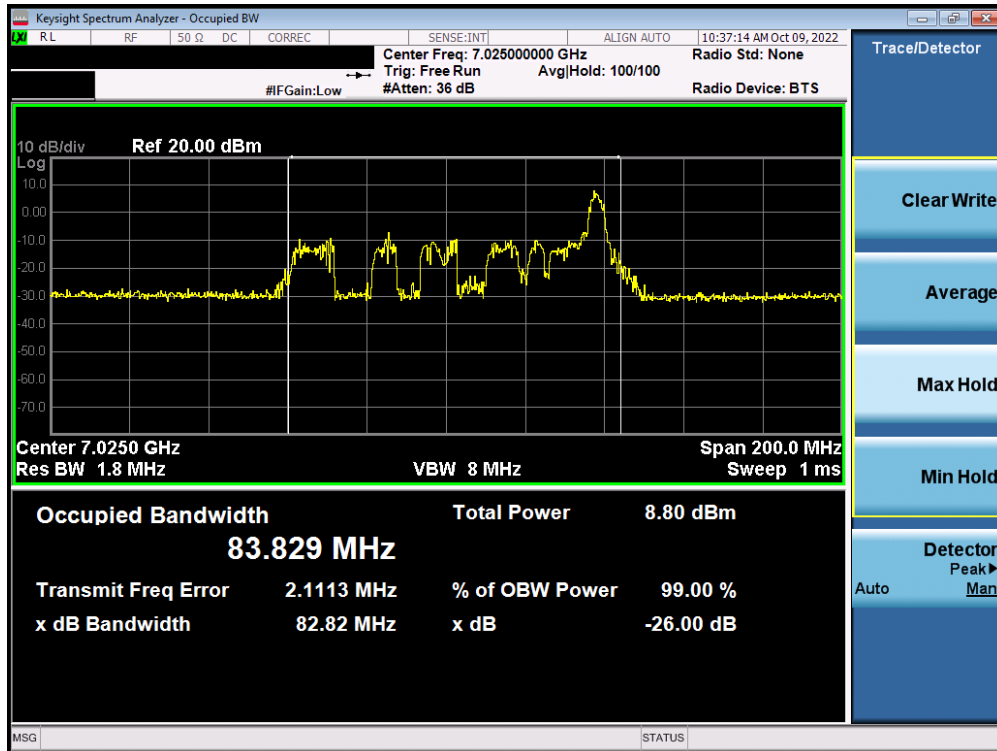 Keysight Spectrum Analyzer - Occupied BW
LXI RL RF 50 Ω DC CORREC SENSE:INT ALIGN AUTO 10:37:14 AM Oct 09, 2022
Center Freq: 7.025000000 GHz Radio Std: None
Trig: Free Run Avg|Hold: 100/100
#IFGain:Low #Atten: 36 dB Radio Device: BTS
Trace/Detector
10 dB/div Ref 20.00 dBm
Log
10.0
0.00
-10.0
-20.0
-30.0
-40.0
-50.0
-60.0
-70.0
Center 7.0250 GHz Span 200.0 MHz
Res BW 1.8 MHz VBW 8 MHz Sweep 1 ms
Occupied Bandwidth Total Power 8.80 dBm
83.829 MHz
Transmit Freq Error 2.1113 MHz % of OBW Power 99.00 %
x dB Bandwidth 82.82 MHz x dB -26.00 dB
Clear Write
Average
Max Hold
Min Hold
Detector
Peak▶
Auto Man
MSG STATUS